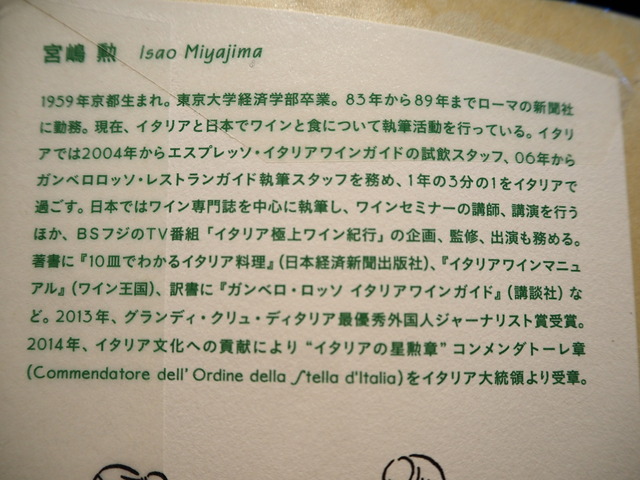 宮嶋 勲 Isao Miyajima
1959年京都生まれ。東京大学経済学部卒業。83年から89年までローマの新聞社
に勤務。現在、イタリアと日本でワインと食について執筆活動を行っている。イタリ
アでは2004年からエスプレッソ・イタリアワインガイドの試飲スタッフ、06年から
ガンベロロッソ・レストランガイド執筆スタッフを務め、1年の3分の1をイタリアで
過ごす。日本ではワイン専門誌を中心に執筆し、ワインセミナーの講師、講演を行う
ほか、BSフジのTV番組「イタリア極上ワイン紀行」の企画、監修、出演も務める。
著書に『10皿でわかるイタリア料理』(日本経済新聞出版社)、『イタリアワインマニュ
アル』(ワイン王国)、訳書に『ガンベロ・ロッソ イタリアワインガイド』(講談社) な
ど。2013年、グランディ・クリュ・ディタリア最優秀外国人ジャーナリスト賞受賞。
2014年、イタリア文化への貢献により “イタリアの星勲章” コンメンダトーレ章
(Commendatore dell' Ordine della Stella d'Italia)をイタリア大統領より受章。